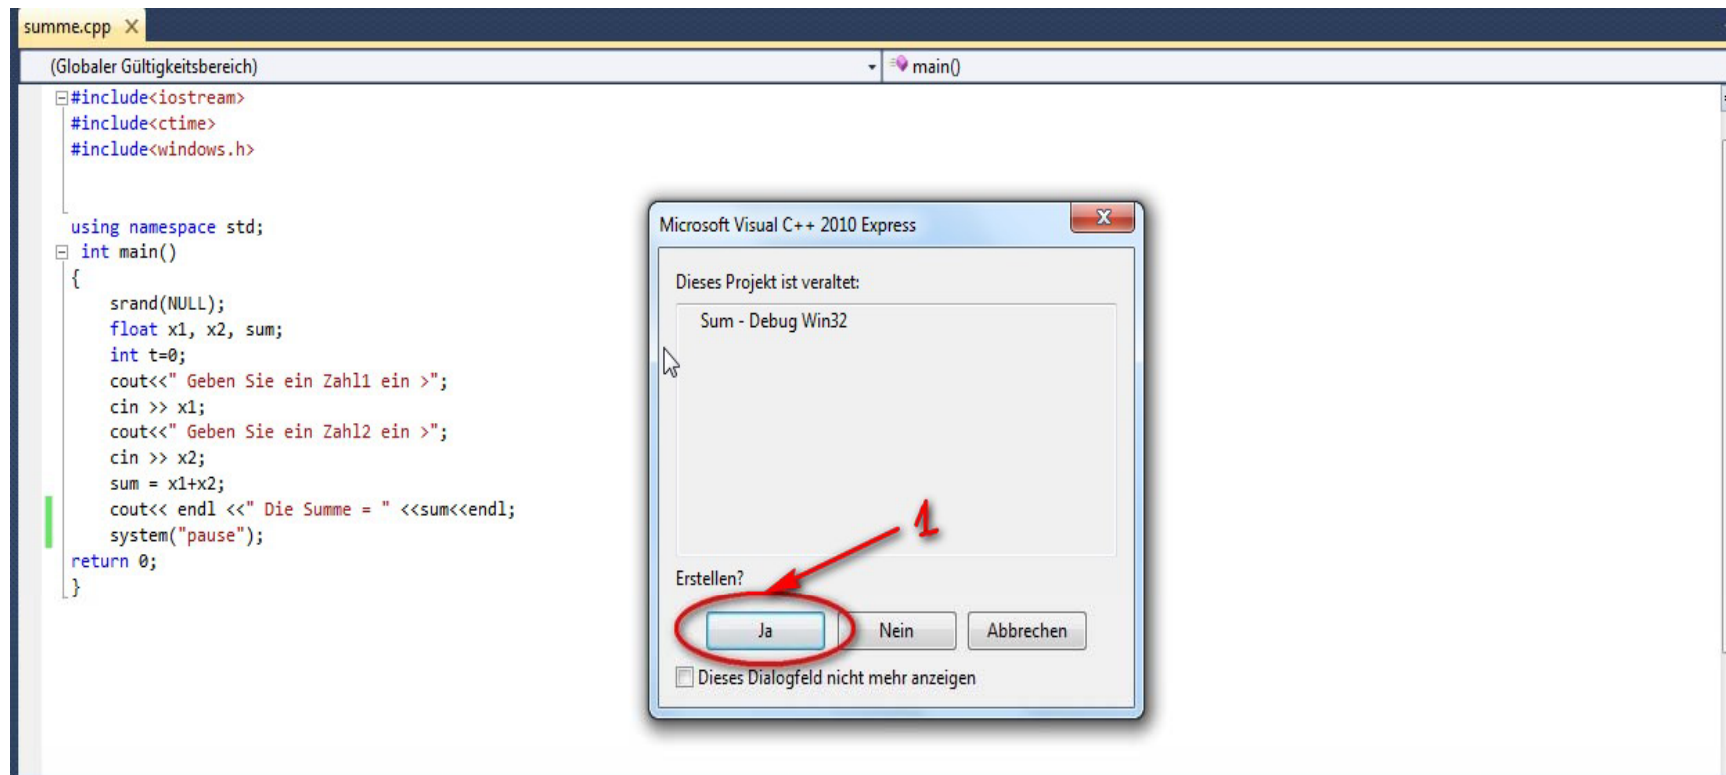 summe.cpp X
(Globaler Gültigkeitsbereich) main()
#include<iostream>
#include<ctime>
#include<windows.h>
using namespace std;
int main()
{
srand(NULL);
float x1, x2, sum;
int t=0;
cout<<" Geben Sie ein Zahl1 ein >";
cin >> x1;
cout<<" Geben Sie ein Zahl2 ein >";
cin >> x2;
sum = x1+x2;
cout<< endl <<" Die Summe = " <<sum<<endl;
system("pause");
return 0;
}
Microsoft Visual C++ 2010 Express
Dieses Projekt ist veraltet:
Sum - Debug Win32
1
Erstellen?
Ja Nein Abbrechen
Dieses Dialogfeld nicht mehr anzeigen